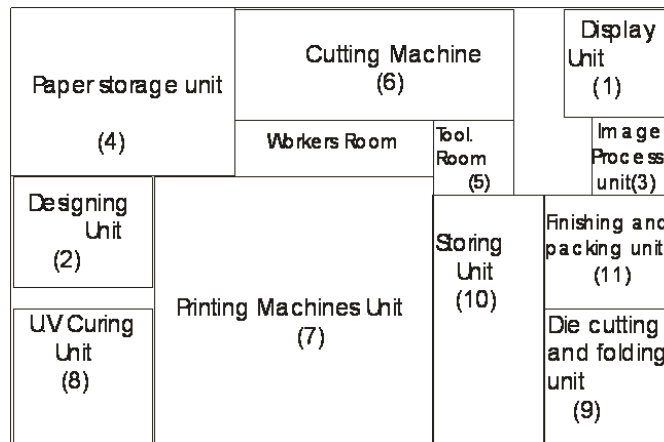 Paper storage unit
(4)
Cutting Machine
(6)
Display
Unit
(1)
Workers Room
Tool.
Room
(5)
Image
Process
unit(3)
Designing
Unit
(2)
Printing Machines Unit
(7)
Storing
Unit
(10)
Finishing and
packing unit
(11)
UV Curing
Unit
(8)
Die cutting
and folding
unit
(9)